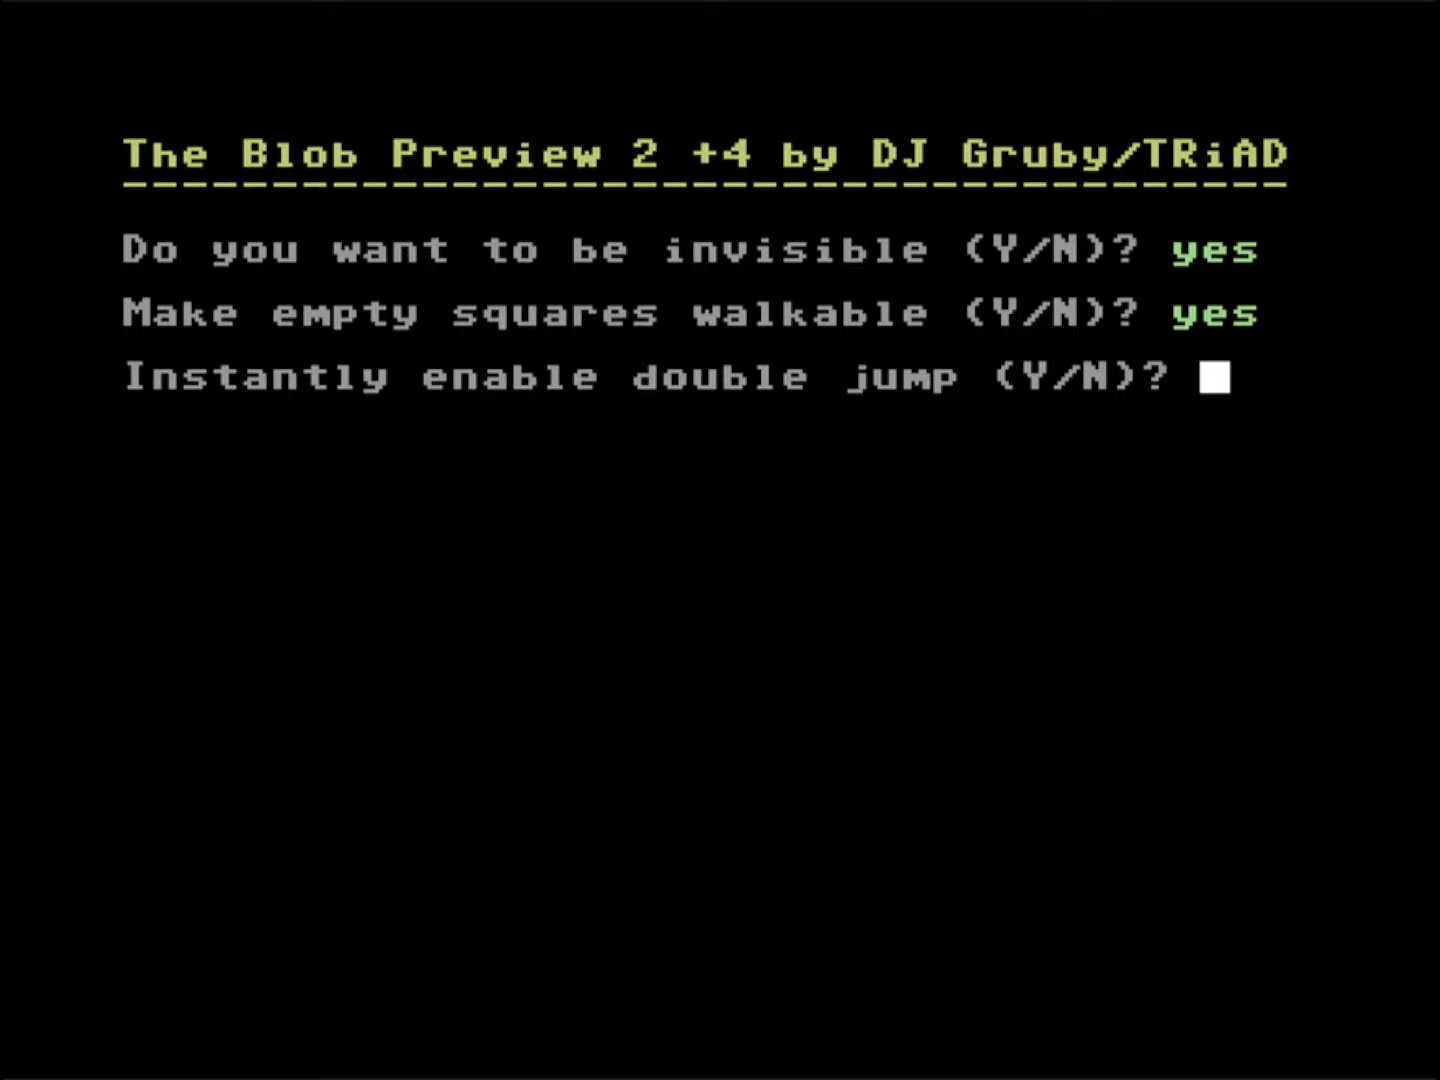 The Blob Preview 2 +4 by DJ Gruby/TRiAD
---------------------------------------
Do you want to be invisible (Y/N)? yes
Make empty squares walkable (Y/N)? yes
Instantly enable double jump (Y/N)?